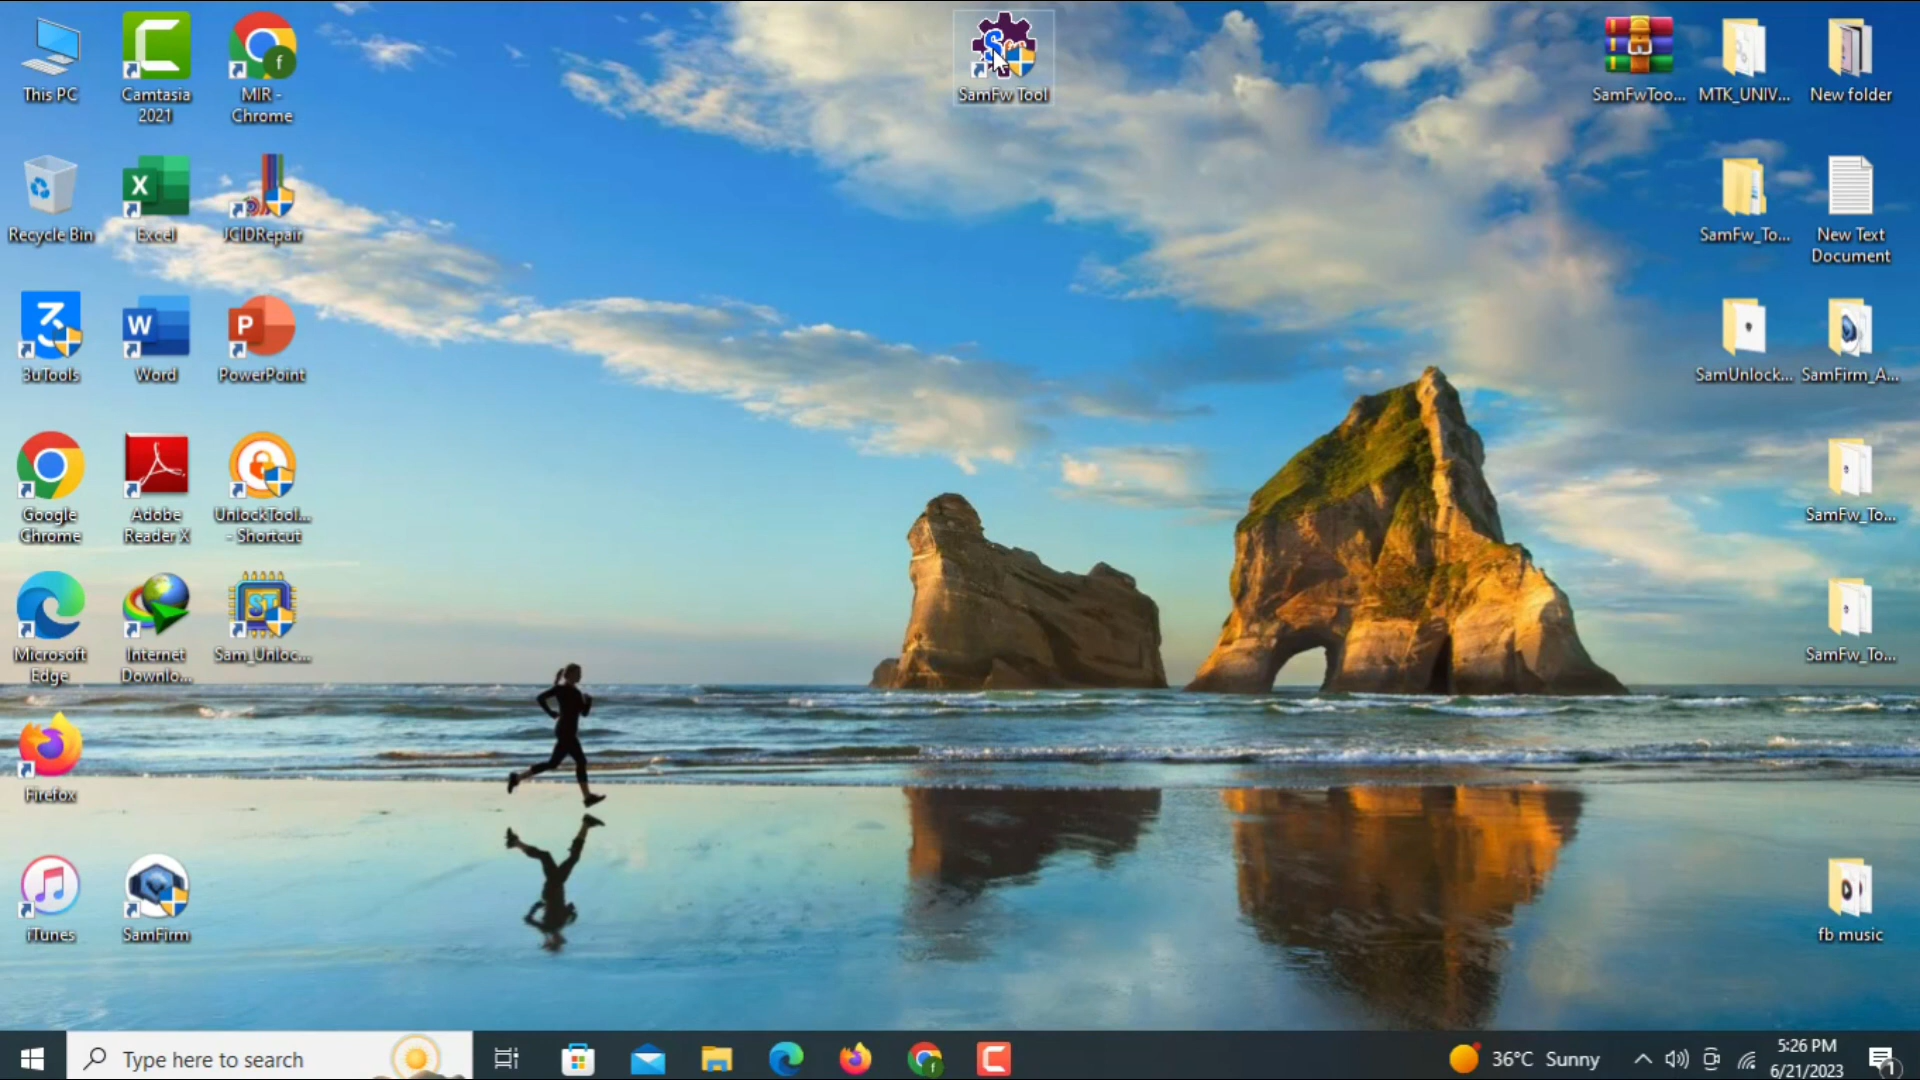 This PC
Camtasia
2021
MIR -
Chrome
SamFw Tool
SamFwToo...
MTK_UNIV...
New folder
Recycle Bin
Excel
JCIDRepair
SamFw_To...
New Text
Document
3uTools
Word
PowerPoint
SamUnlock...
SamFirm_A...
Google
Chrome
Adobe
Reader X
UnlockTool...
- Shortcut
SamFw_To...
Microsoft
Edge
Internet
Downlo...
Sam_Unloc...
SamFw_To...
Firefox
iTunes
SamFirm
fb music
Type here to search
36°C Sunny
5:26 PM
6/21/2023
1